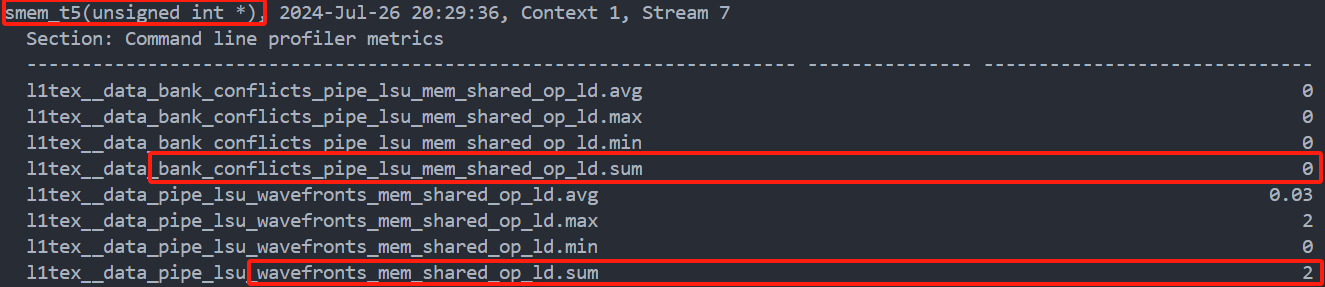 smem_t5(unsigned int *), 2024-Jul-26 20:29:36, Context 1, Stream 7
Section: Command line profiler metrics
---------------------------------------------------------------------- --------------- ------------------------------
l1tex__data_bank_conflicts_pipe_lsu_mem_shared_op_ld.avg 0
l1tex__data_bank_conflicts_pipe_lsu_mem_shared_op_ld.max 0
l1tex__data_bank_conflicts_pipe_lsu_mem_shared_op_ld.min 0
l1tex__data_bank_conflicts_pipe_lsu_mem_shared_op_ld.sum 0
l1tex__data_pipe_lsu_wavefronts_mem_shared_op_ld.avg 0.03
l1tex__data_pipe_lsu_wavefronts_mem_shared_op_ld.max 2
l1tex__data_pipe_lsu_wavefronts_mem_shared_op_ld.min 0
l1tex__data_pipe_lsu_wavefronts_mem_shared_op_ld.sum 2